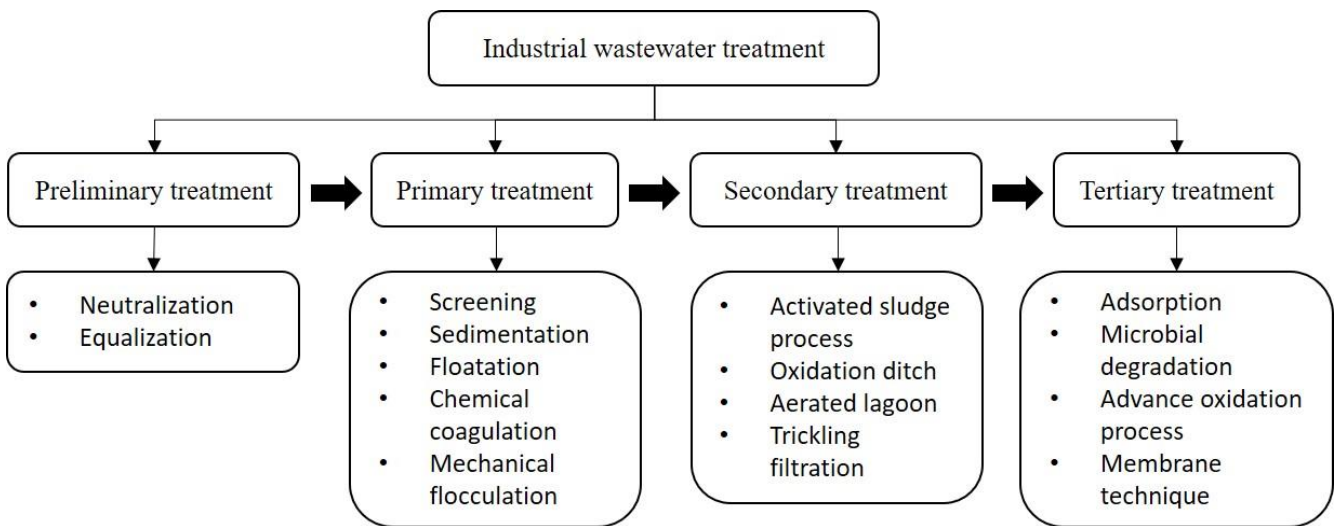 Industrial wastewater treatment
Preliminary treatment
Primary treatment
Secondary treatment
Tertiary treatment
• Neutralization
• Equalization
• Screening
• Sedimentation
• Floatation
• Chemical
coagulation
• Mechanical
flocculation
• Activated sludge
process
• Oxidation ditch
• Aerated lagoon
• Trickling
filtration
• Adsorption
• Microbial
degradation
• Advance oxidation
process
• Membrane
technique